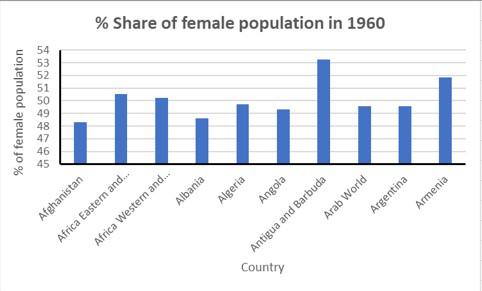 % Share of female population in 1960
% of female population
54
53
52
51
50
49
48
47
46
45
Afghanistan
Africa Eastern and...
Africa Western and...
Albania
Algeria
Angola
Antigua and Barbuda
Arab World
Argentina
Armenia
Country